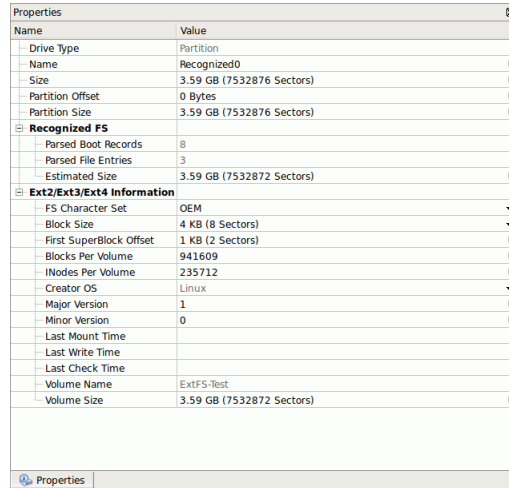 Properties
Name Value
Drive Type Partition
Name Recognized0
Size 3.59 GB (7532876 Sectors)
Partition Offset 0 Bytes
Partition Size 3.59 GB (7532876 Sectors)
Recognized FS
Parsed Boot Records 8
Parsed File Entries 3
Estimated Size 3.59 GB (7532872 Sectors)
Ext2/Ext3/Ext4 Information
FS Character Set OEM
Block Size 4 KB (8 Sectors)
First SuperBlock Offset 1 KB (2 Sectors)
Blocks Per Volume 941609
INodes Per Volume 235712
Creator OS Linux
Major Version 1
Minor Version 0
Last Mount Time
Last Write Time
Last Check Time
Volume Name ExtFS-Test
Volume Size 3.59 GB (7532872 Sectors)
Properties